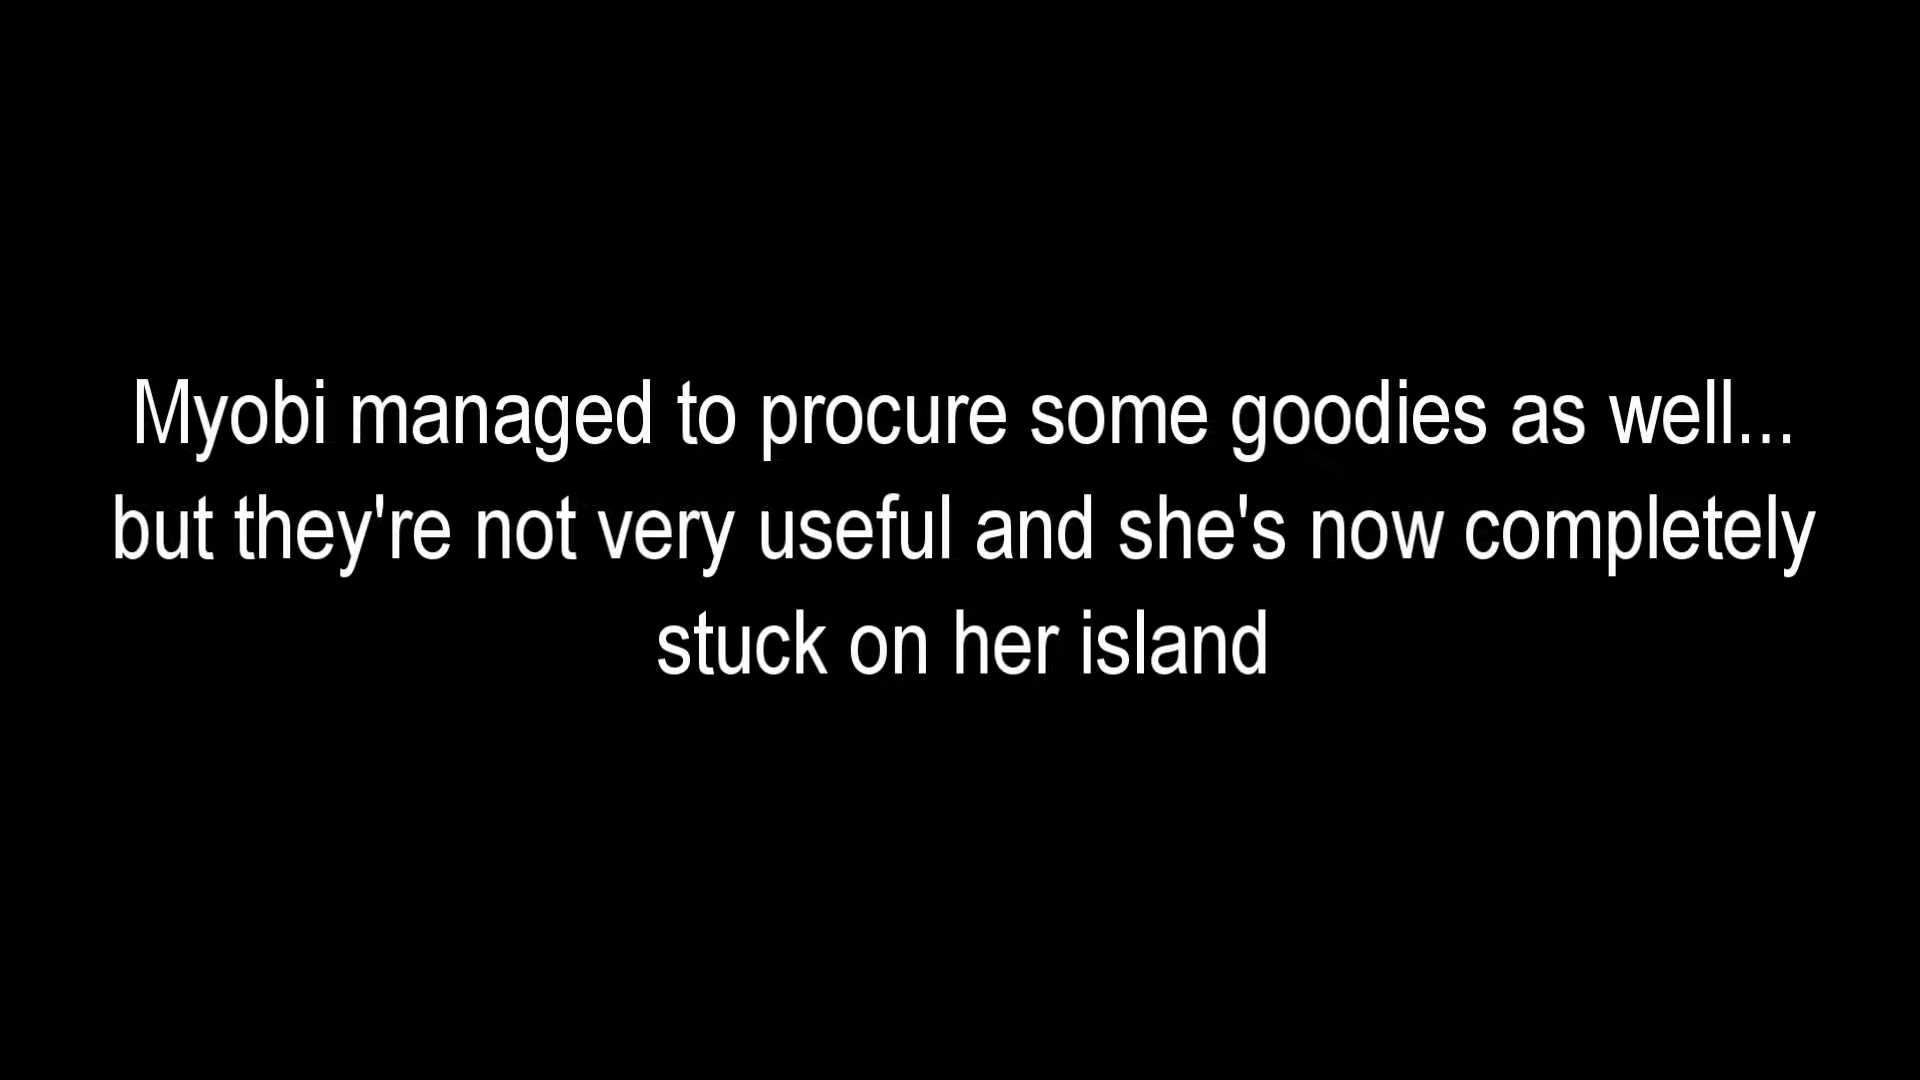 Myobi managed to procure some goodies as well...
but they're not very useful and she's now completely
stuck on her island